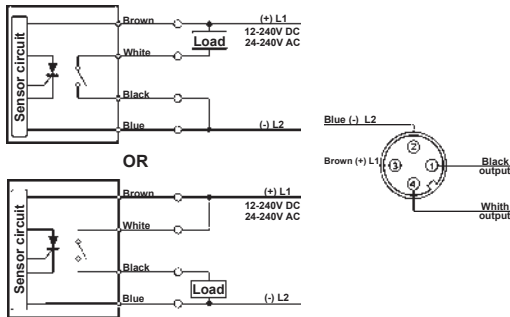 Sensor circuit
Brown
(+) L1
12-240V DC
24-240V AC
Load
White
Black
Blue
(-) L2
OR
Sensor circuit
Brown
(+) L1
12-240V DC
24-240V AC
White
Black
Load
Blue
(-) L2
Blue (-) L2
2
Brown (+) L1
3
1
Black
output
4
Whith
output